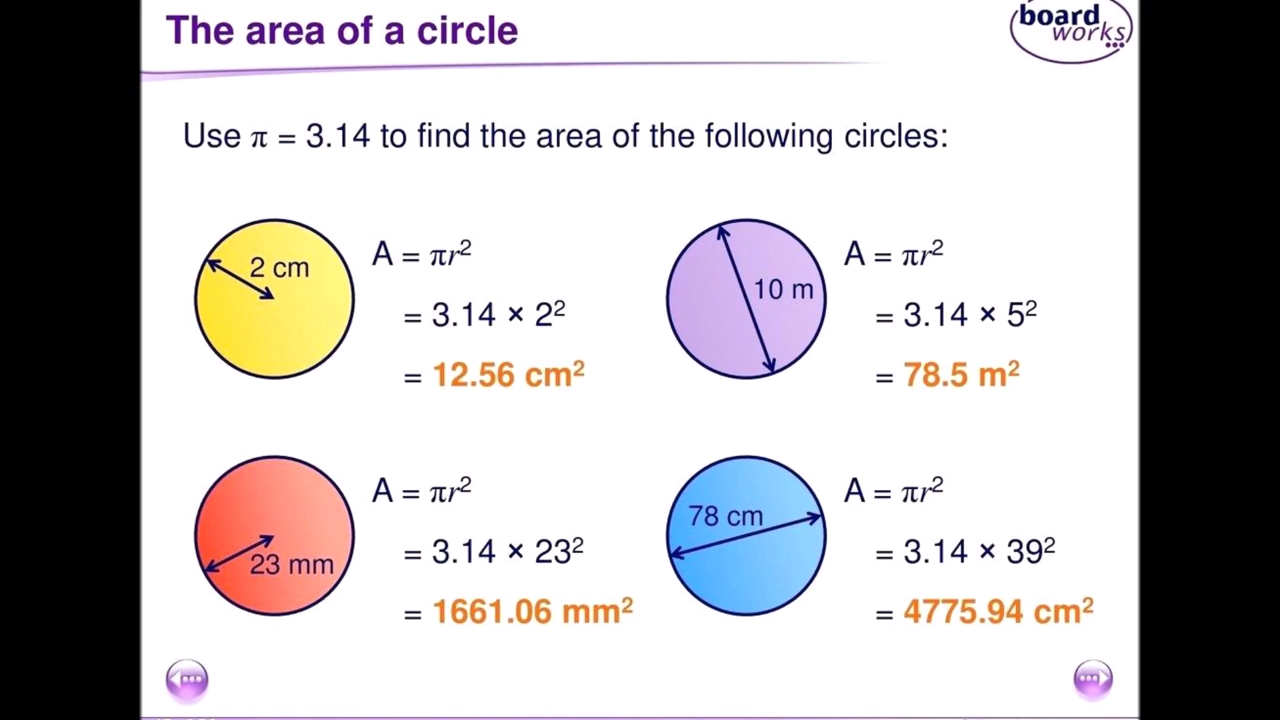 The area of a circle
board
works
Use π = 3.14 to find the area of the following circles:
2 cm
A = πr²
= 3.14 × 2²
= 12.56 cm²
10 m
A = πr²
= 3.14 × 5²
= 78.5 m²
23 mm
A = πr²
= 3.14 × 23²
= 1661.06 mm²
78 cm
A = πr²
= 3.14 × 39²
= 4775.94 cm²